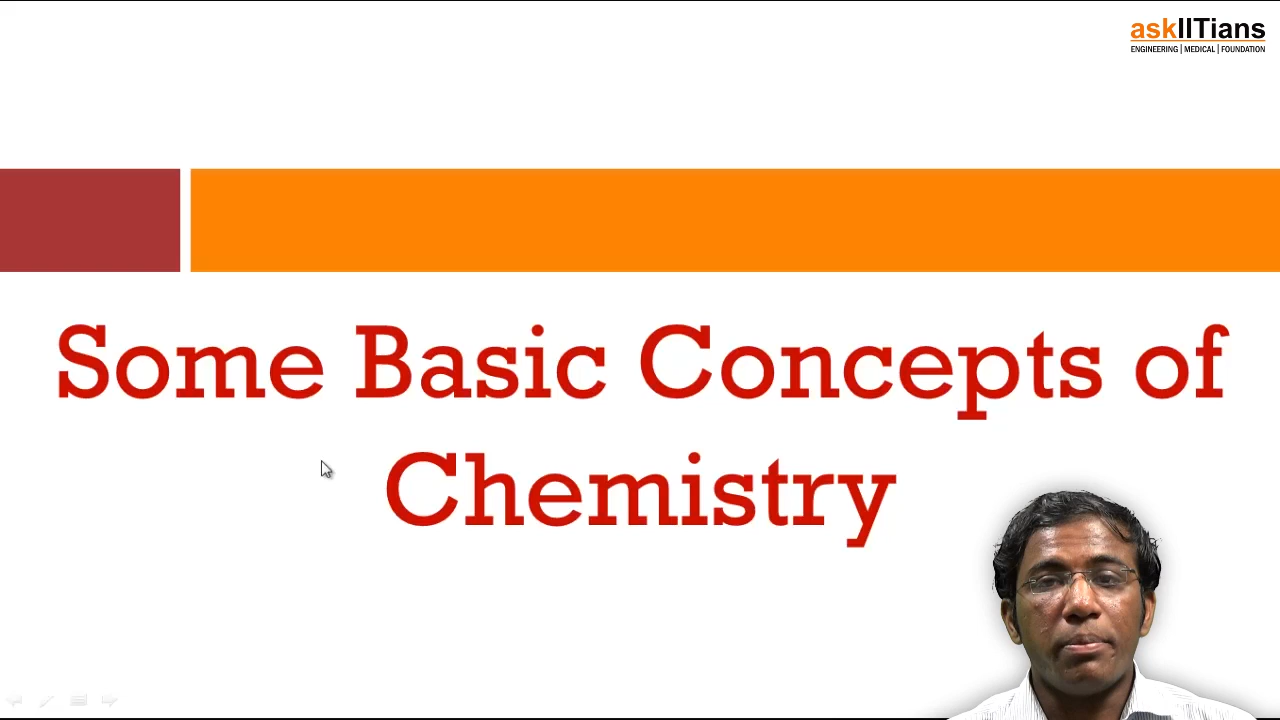 askIITians
ENGINEERING | MEDICAL | FOUNDATION
Some Basic Concepts of
Chemistry